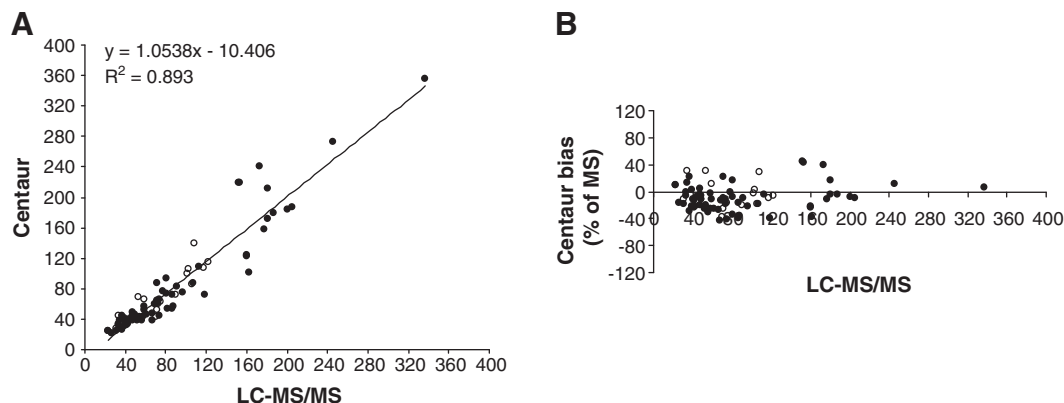 A
y = 1.0538x - 10.406
R² = 0.893
Centaur
400
360
320
280
240
200
160
120
80
40
0
0 40 80 120 160 200 240 280 320 360 400
LC-MS/MS
B
Centaur bias
(% of MS)
120
80
40
0
-40
-80
-120
0 40 80 120 160 200 240 280 320 360 400
LC-MS/MS